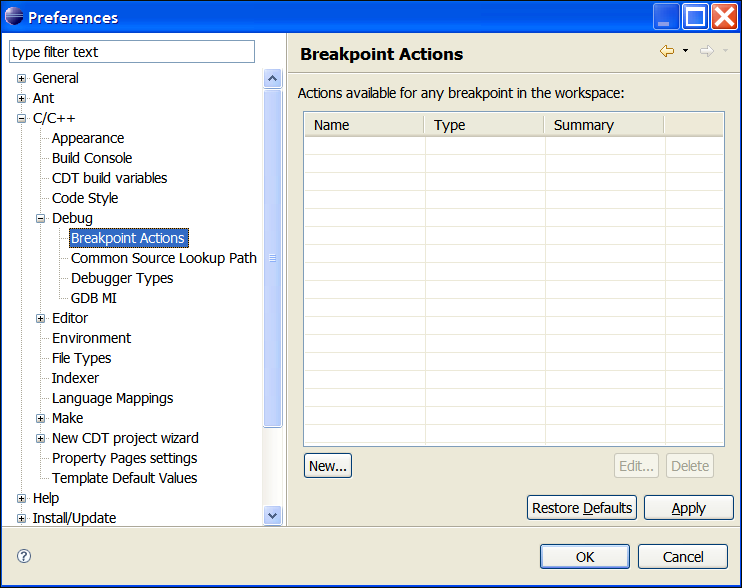 Preferences
type filter text
General
Ant
C/C++
Appearance
Build Console
CDT build variables
Code Style
Debug
Breakpoint Actions
Common Source Lookup Path
Debugger Types
GDB MI
Editor
Environment
File Types
Indexer
Language Mappings
Make
New CDT project wizard
Property Pages settings
Template Default Values
Help
Install/Update
Breakpoint Actions
Actions available for any breakpoint in the workspace:
Name Type Summary
New... Edit... Delete
Restore Defaults Apply
? OK Cancel